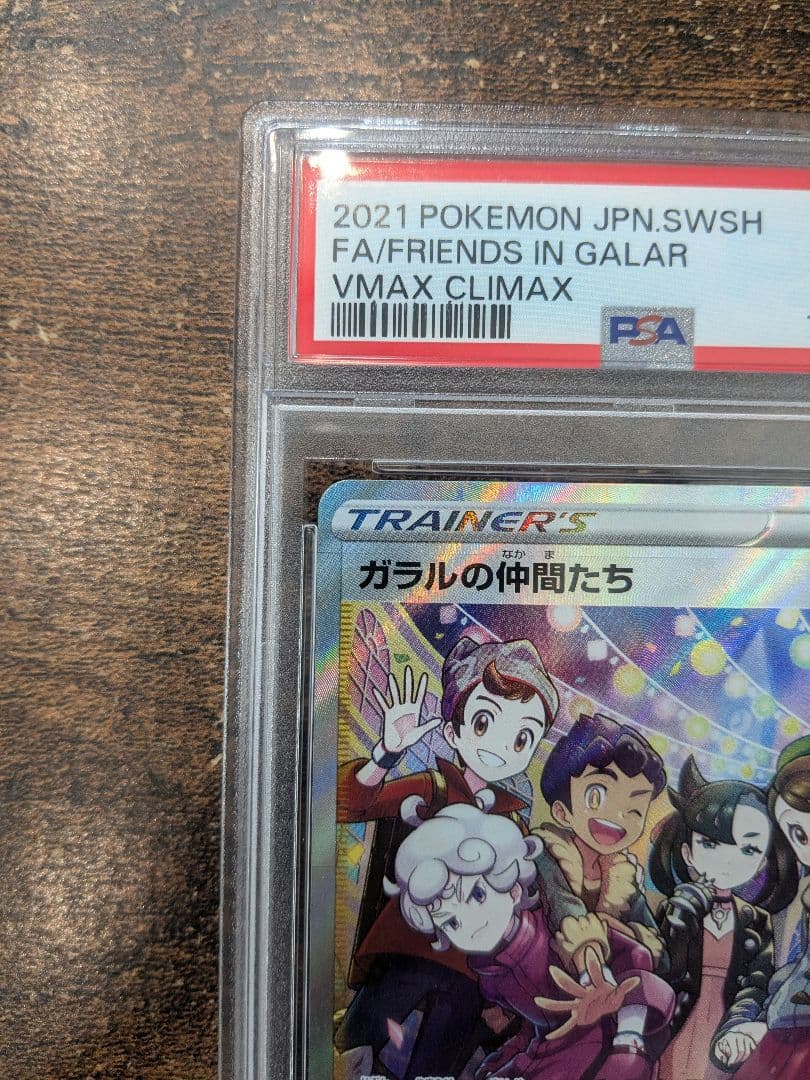 2021 POKEMON JPN.SWSH
FA/FRIENDS IN GALAR
VMAX CLIMAX
PSA
TRAINER'S
なかま
ガラルの仲間たち